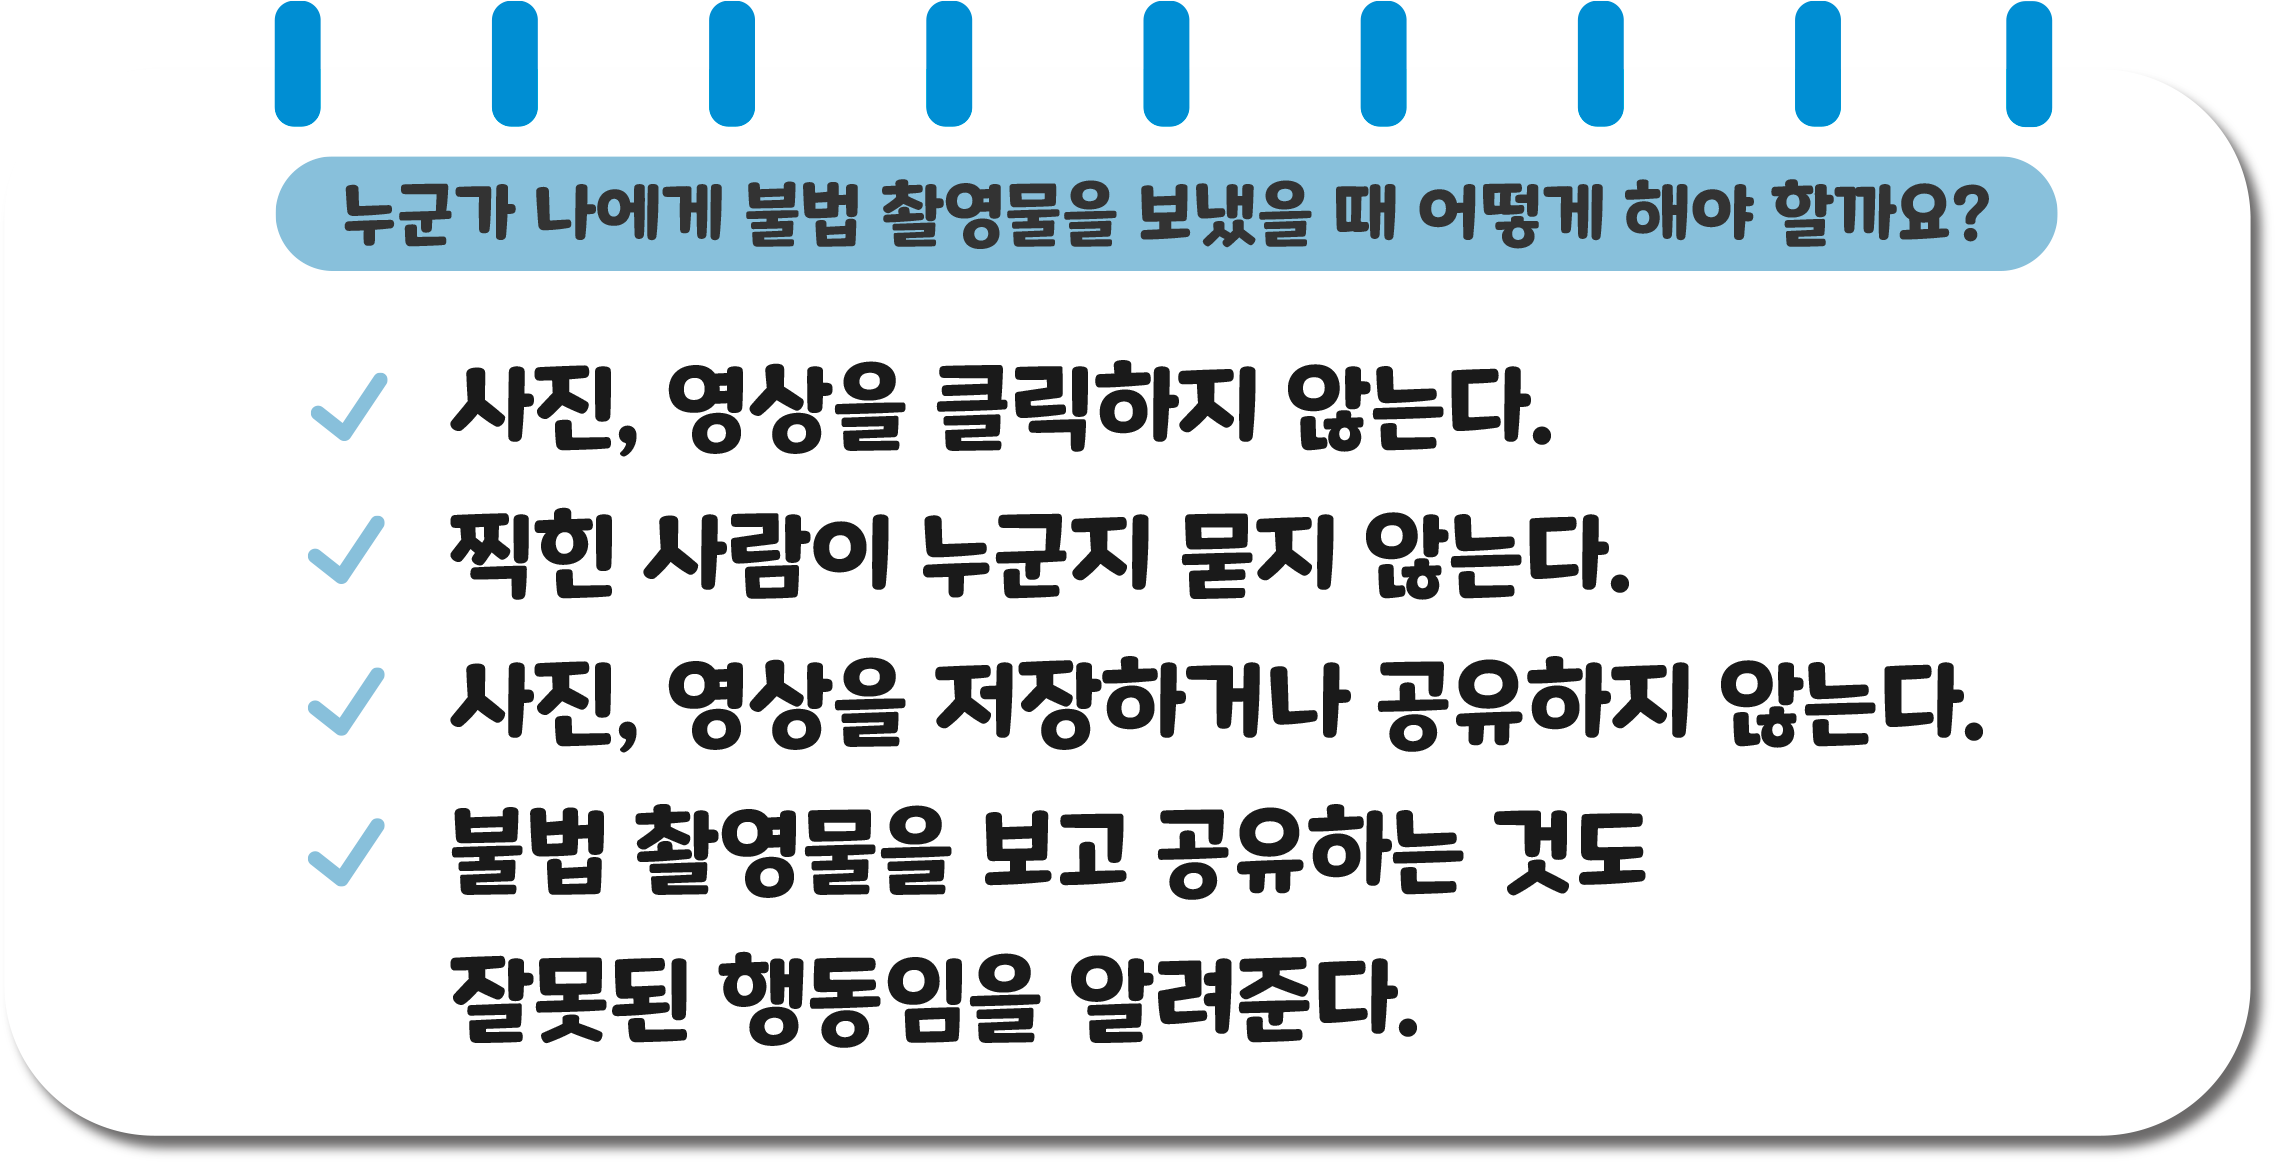 누군가 나에게 불법 촬영물을 보냈을 때 어떻게 해야 할까요?
사진, 영상을 클릭하지 않는다.
찍힌 사람이 누군지 묻지 않는다.
사진, 영상을 저장하거나 공유하지 않는다.
불법 촬영물을 보고 공유하는 것도
잘못된 행동임을 알려준다.